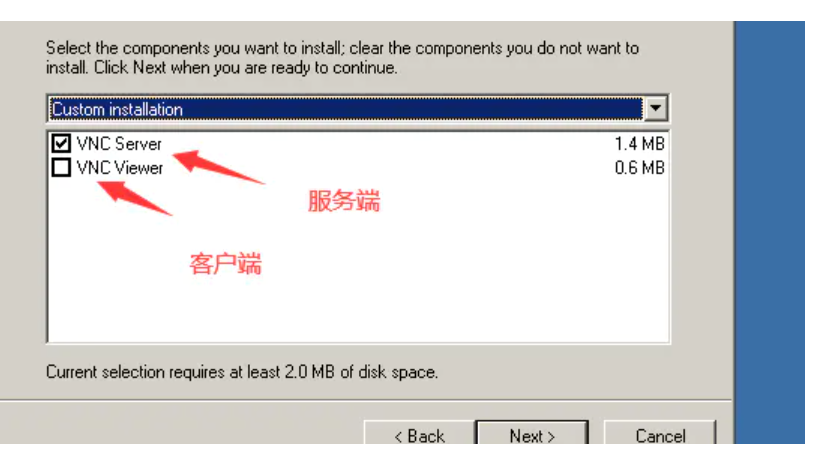 Select the components you want to install; clear the components you do not want to
install. Click Next when you are ready to continue.
Custom installation
VNC Server 1.4 MB
VNC Viewer 0.6 MB
服务端
客户端
Current selection requires at least 2.0 MB of disk space.
< Back Next > Cancel